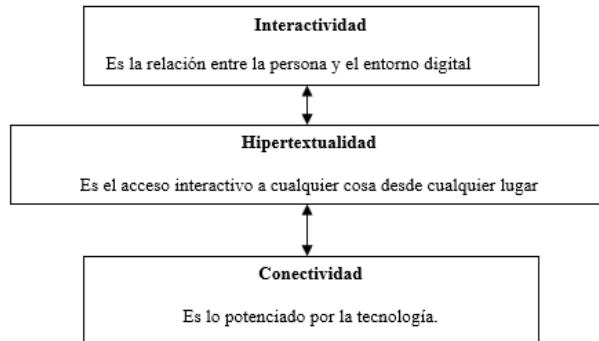 Interactividad
Es la relación entre la persona y el entorno digital
Hipertextualidad
Es el acceso interactivo a cualquier cosa desde cualquier lugar
Conectividad
Es lo potenciado por la tecnología.